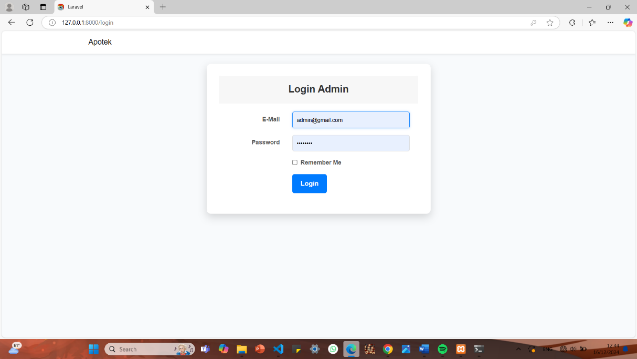 Laravel
127.0.0.1:8000/login
Apotek
Login Admin
E-Mail
admin@gmail.com
Password
Remember Me
Login
Search